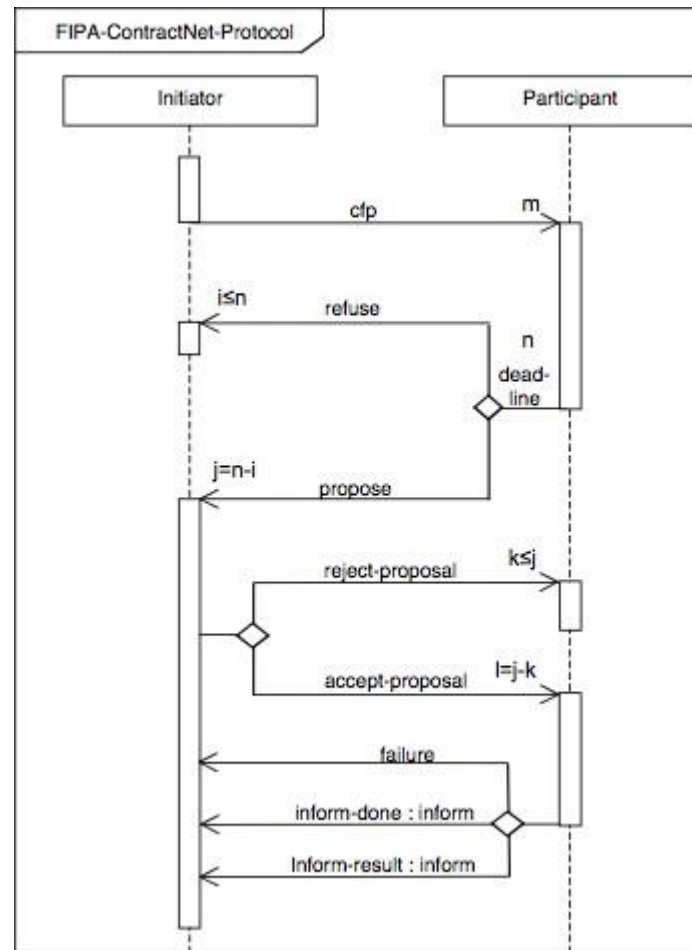 FIPA-ContractNet-Protocol
Initiator
Participant
cfp
m
i≤n
refuse
n
dead-
line
j=n-i
propose
reject-proposal
k≤j
accept-proposal
l=j-k
failure
inform-done : inform
Inform-result : inform